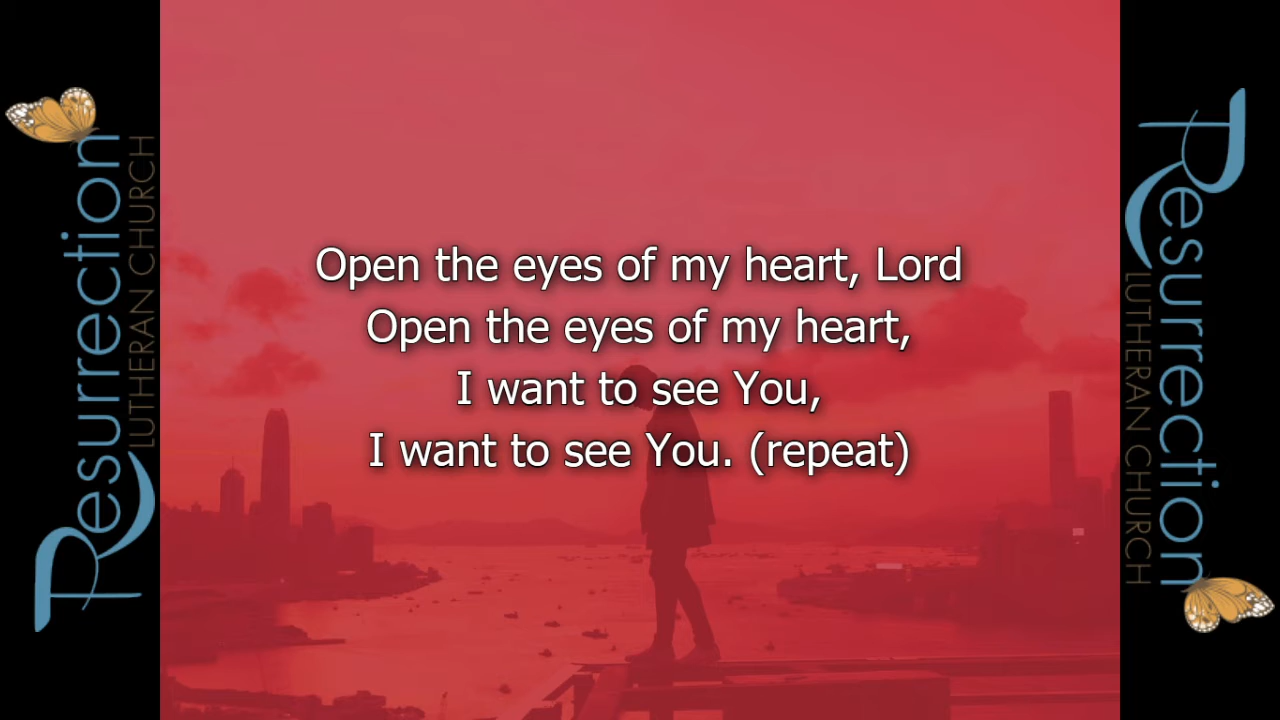 Resurrection
LUTHERAN CHURCH
Open the eyes of my heart, Lord
Open the eyes of my heart,
I want to see You,
I want to see You. (repeat)
Resurrection
LUTHERAN CHURCH